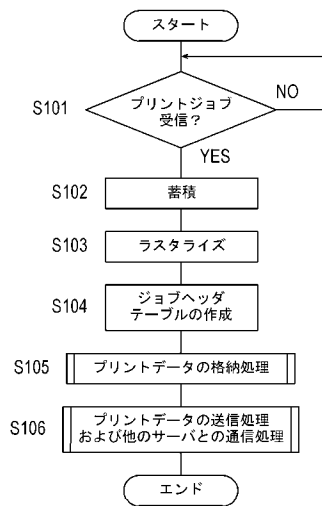 スタート
S101
プリントジョブ
受信？
NO
YES
S102
蓄積
S103
ラスタライズ
S104
ジョブヘッダ
テーブルの作成
S105
プリントデータの格納処理
S106
プリントデータの送信処理
および他のサーバとの通信処理
エンド